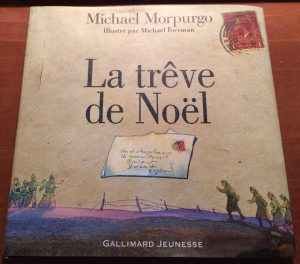 Michael Morpurgo
Illustré par Michael Foreman
La trêve
de Noël
GALLIMARD JEUNESSE